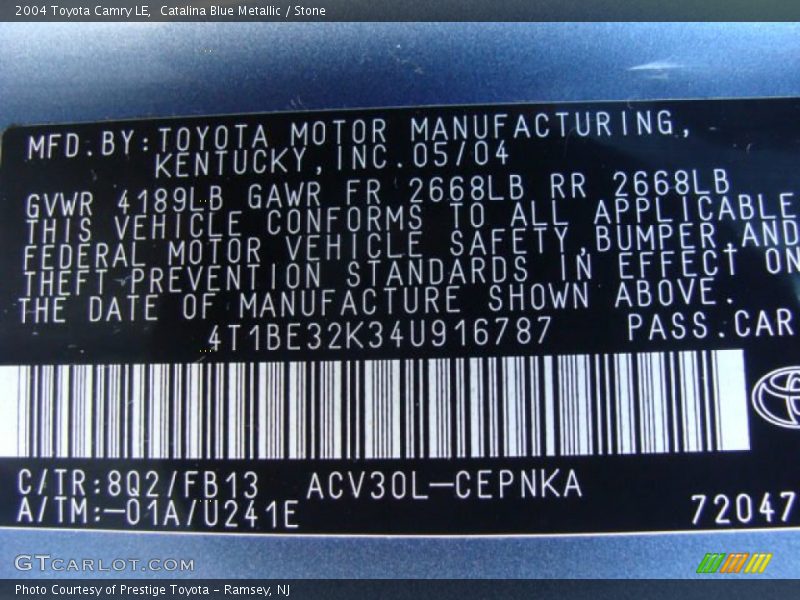 2004 Toyota Camry LE, Catalina Blue Metallic / Stone
MFD.BY:TOYOTA MOTOR MANUFACTURING,
KENTUCKY,INC.05/04
GVWR 4189LB GAWR FR 2668LB RR 2668LB
THIS VEHICLE CONFORMS TO ALL APPLICABLE
FEDERAL MOTOR VEHICLE SAFETY,BUMPER,AND
THEFT PREVENTION STANDARDS IN EFFECT ON
THE DATE OF MANUFACTURE SHOWN ABOVE.
4T1BE32K34U916787 PASS.CAR
C/TR:8Q2/FB13 ACV30L-CEPNKA
A/TM:-01A/U241E 72047
GTCARLOT.COM
Photo Courtesy of Prestige Toyota - Ramsey, NJ